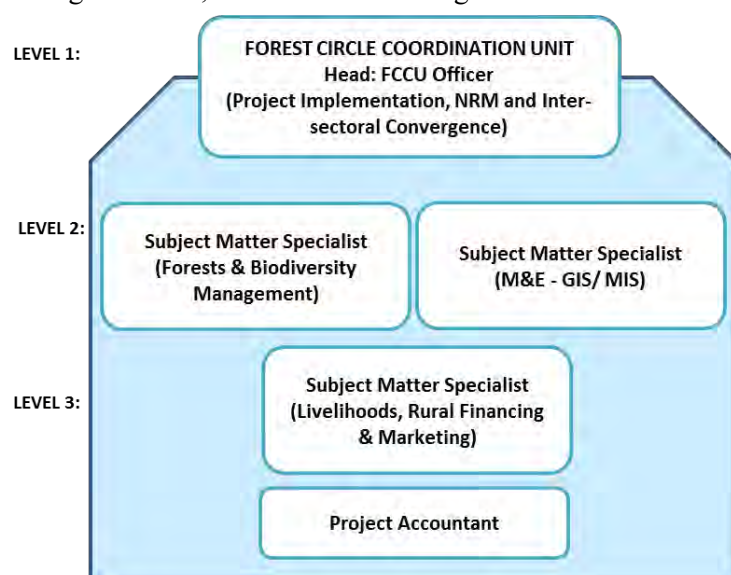 LEVEL 1:
FOREST CIRCLE COORDINATION UNIT
Head: FCCU Officer
(Project Implementation, NRM and Inter-
sectoral Convergence)
LEVEL 2:
Subject Matter Specialist
(Forests & Biodiversity
Management)
Subject Matter Specialist
(M&E - GIS/ MIS)
LEVEL 3:
Subject Matter Specialist
(Livelihoods, Rural Financing
& Marketing)
Project Accountant